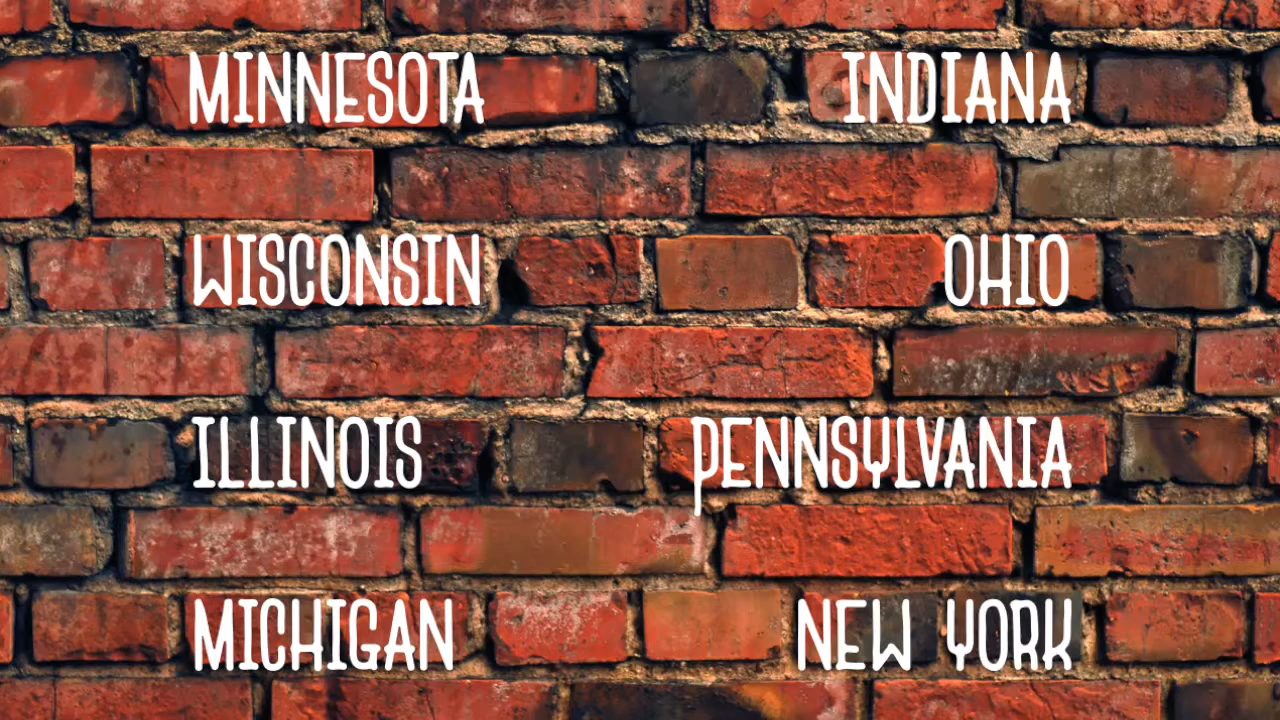 MINNESOTA
WISCONSIN
ILLINOIS
MICHIGAN
INDIANA
OHIO
PENNSYLVANIA
NEW YORK